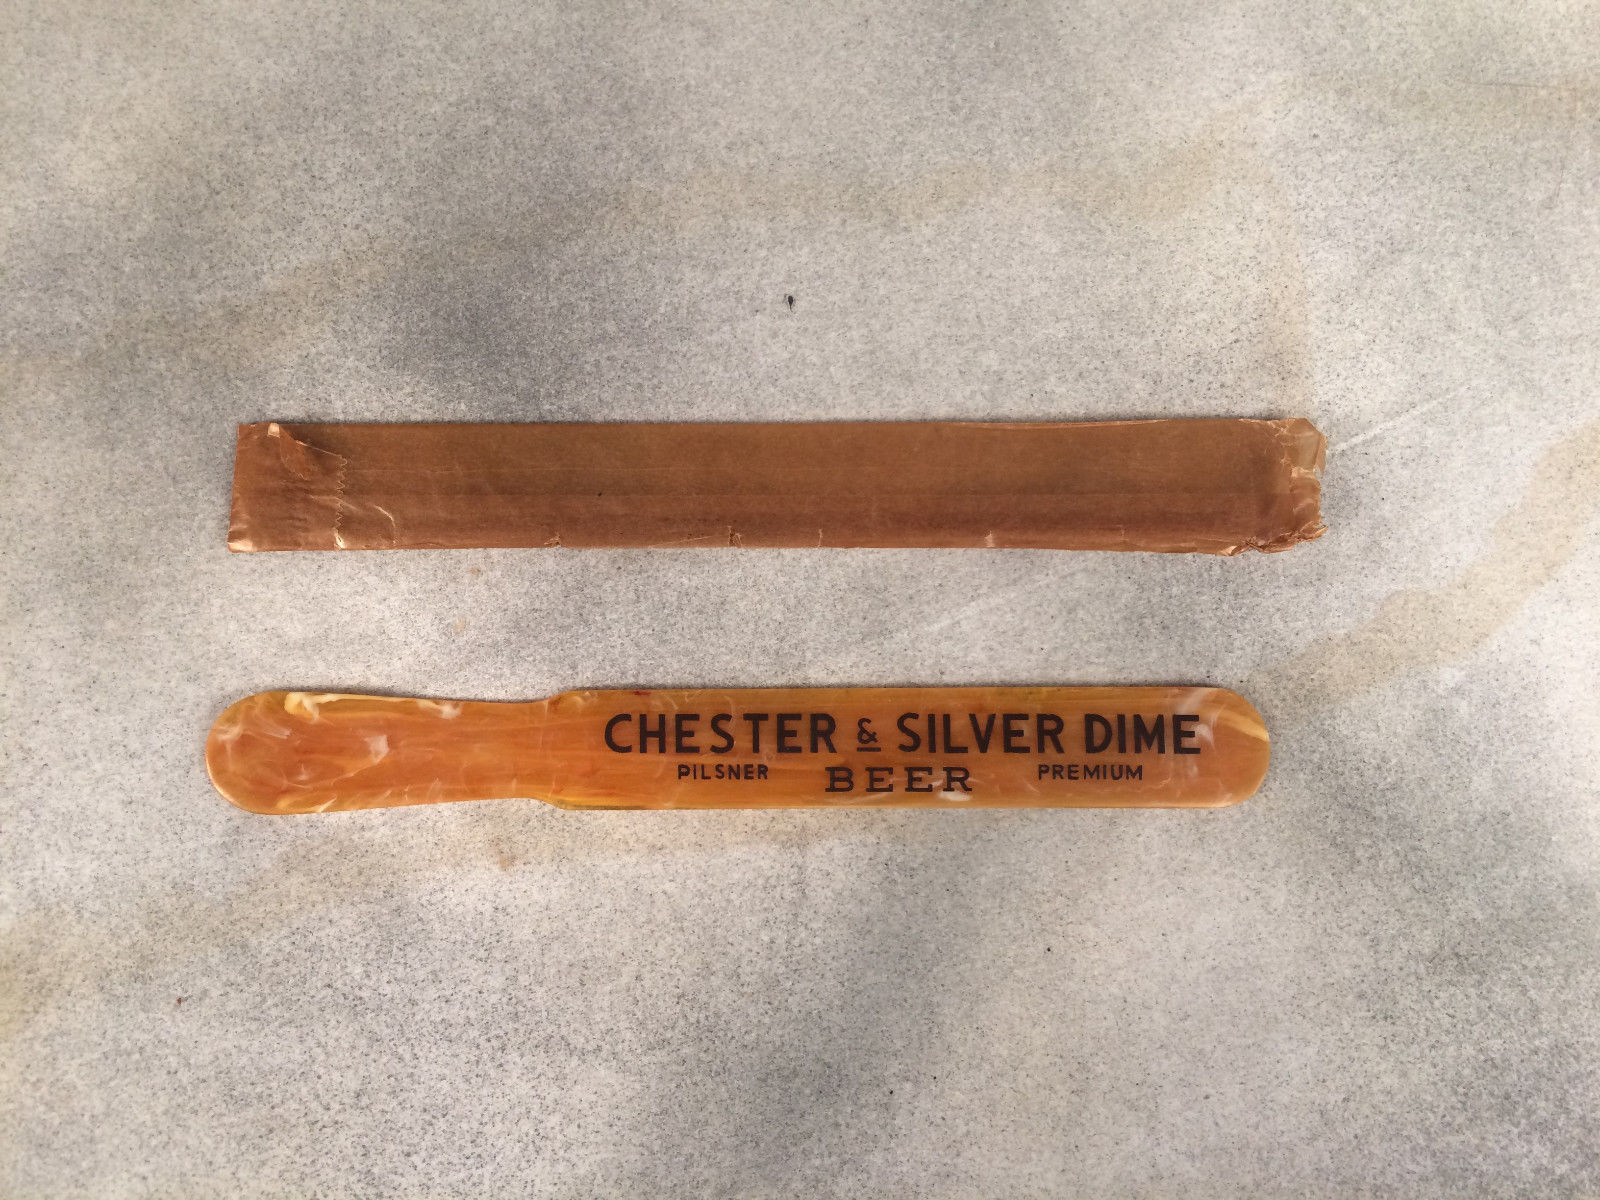 CHESTER & SILVER DIME
PILSNER BEER PREMIUM